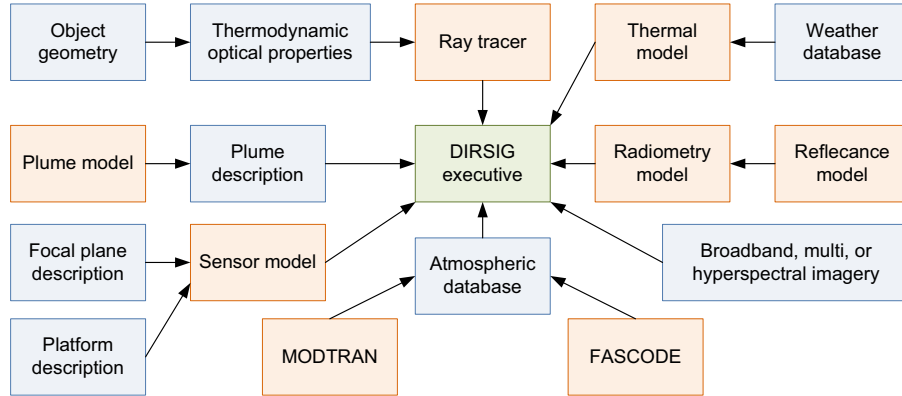 Object
geometry
Thermodynamic
optical properties
Ray tracer
Thermal
model
Weather
database
Plume model
Plume
description
DIRSIG
executive
Radiometry
model
Reflecance
model
Focal plane
description
Sensor model
Atmospheric
database
Broadband, multi, or
hyperspectral imagery
Platform
description
MODTRAN
FASCODE